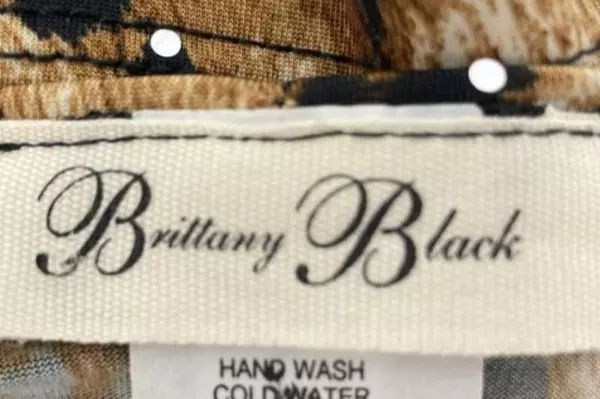 Brittany Black
HAND WASH
COLD WATER